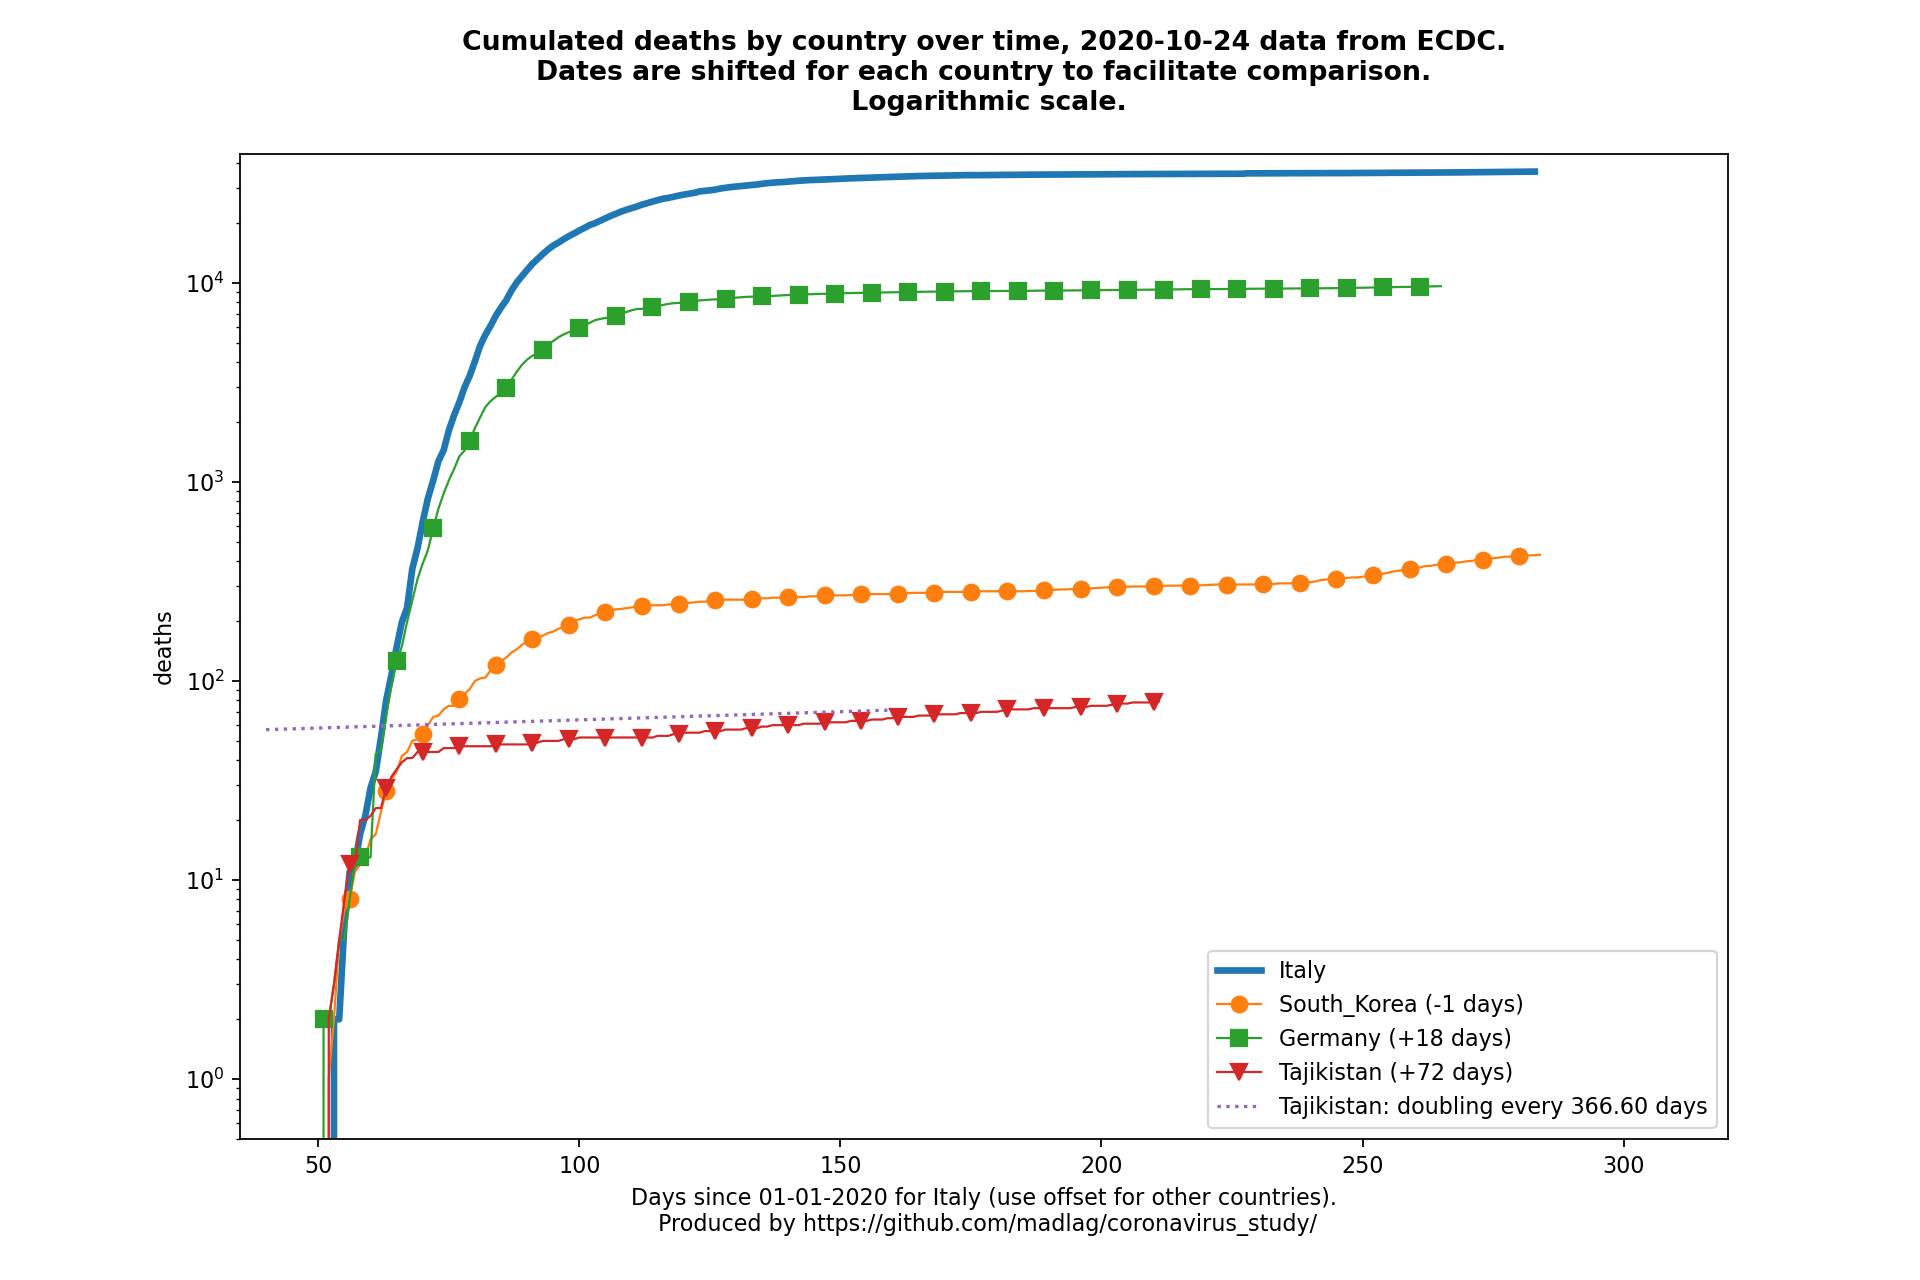 Cumulated deaths by country over time, 2020-10-24 data from ECDC.
Dates are shifted for each country to facilitate comparison.
Logarithmic scale.
deaths
10⁴
10³
10²
10¹
10⁰
50 100 150 200 250 300
Italy
South_Korea (-1 days)
Germany (+18 days)
Tajikistan (+72 days)
Tajikistan: doubling every 366.60 days
Days since 01-01-2020 for Italy (use offset for other countries).
Produced by https://github.com/madlag/coronavirus_study/